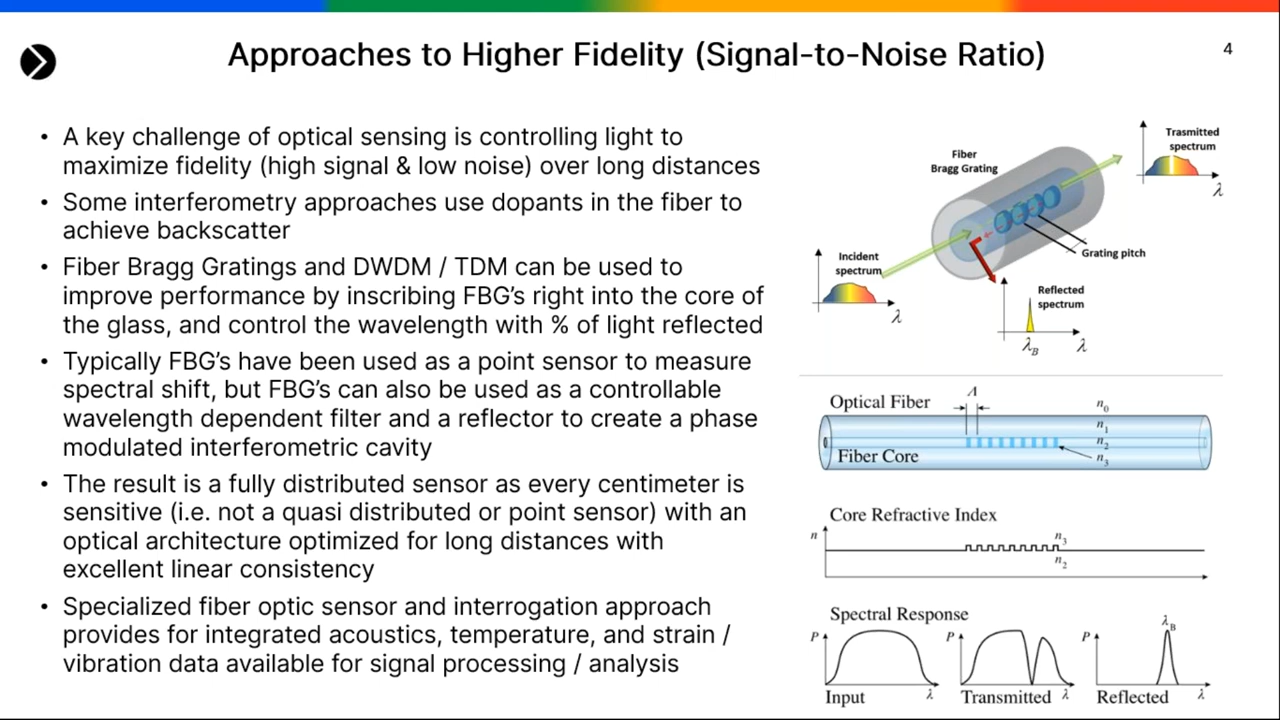 Approaches to Higher Fidelity (Signal-to-Noise Ratio)
4
• A key challenge of optical sensing is controlling light to
maximize fidelity (high signal & low noise) over long distances
• Some interferometry approaches use dopants in the fiber to
achieve backscatter
• Fiber Bragg Gratings and DWDM / TDM can be used to
improve performance by inscribing FBG's right into the core of
the glass, and control the wavelength with % of light reflected
• Typically FBG's have been used as a point sensor to measure
spectral shift, but FBG's can also be used as a controllable
wavelength dependent filter and a reflector to create a phase
modulated interferometric cavity
• The result is a fully distributed sensor as every centimeter is
sensitive (i.e. not a quasi distributed or point sensor) with an
optical architecture optimized for long distances with
excellent linear consistency
• Specialized fiber optic sensor and interrogation approach
provides for integrated acoustics, temperature, and strain /
vibration data available for signal processing / analysis
Trasmitted
spectrum
λ
Fiber
Bragg Grating
Grating pitch
Incident
spectrum
λ
Reflected
spectrum
λB
λ
Optical Fiber
Λ
n0
n1
n2
n3
Fiber Core
Core Refractive Index
n
n3
n2
Spectral Response
P
P
P
λB
Input
λ
Transmitted
λ
Reflected
λ